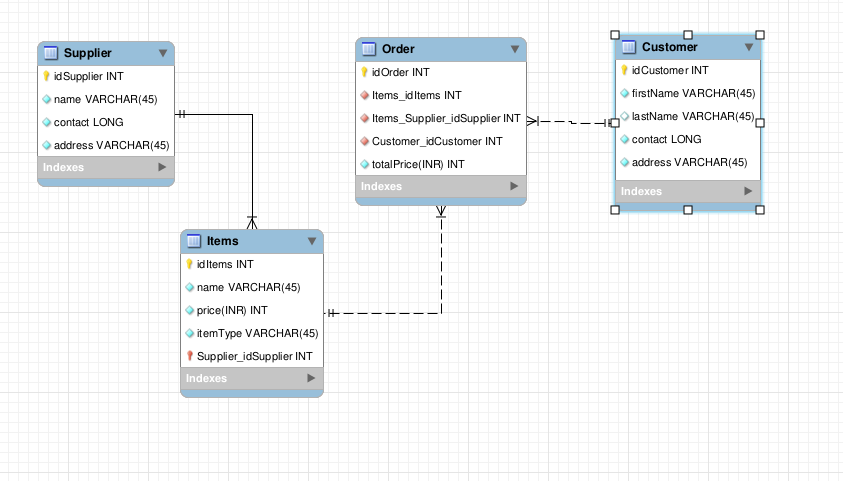 Supplier
idSupplier INT
name VARCHAR(45)
contact LONG
address VARCHAR(45)
Indexes
Order
idOrder INT
Items_idItems INT
Items_Supplier_idSupplier INT
Customer_idCustomer INT
totalPrice(INR) INT
Indexes
Customer
idCustomer INT
firstName VARCHAR(45)
lastName VARCHAR(45)
contact LONG
address VARCHAR(45)
Indexes
Items
idItems INT
name VARCHAR(45)
price(INR) INT
itemType VARCHAR(45)
Supplier_idSupplier INT
Indexes